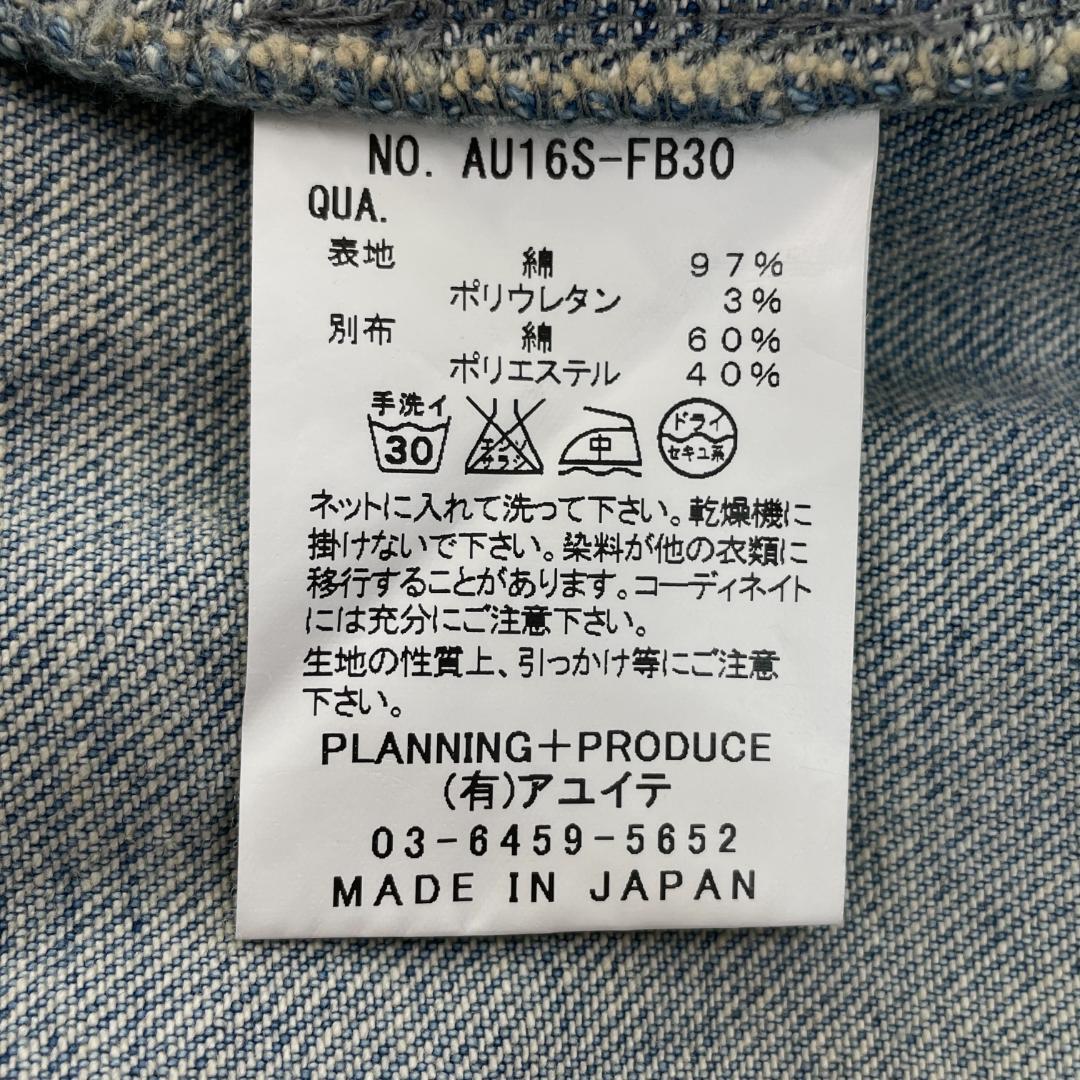 NO. AU16S-FB30
QUA.
表地 綿 97%
ポリウレタン 3%
別布 綿 60%
ポリエステル 40%
手洗イ
30 エンソサラシ 中 ドライ セキユ系
ネットに入れて洗って下さい。乾燥機に
掛けないで下さい。染料が他の衣類に
移行することがあります。コーディネイト
には充分にご注意下さい。
生地の性質上、引っかけ等にご注意
下さい。
PLANNING+PRODUCE
(有)アユイテ
03-6459-5652
MADE IN JAPAN